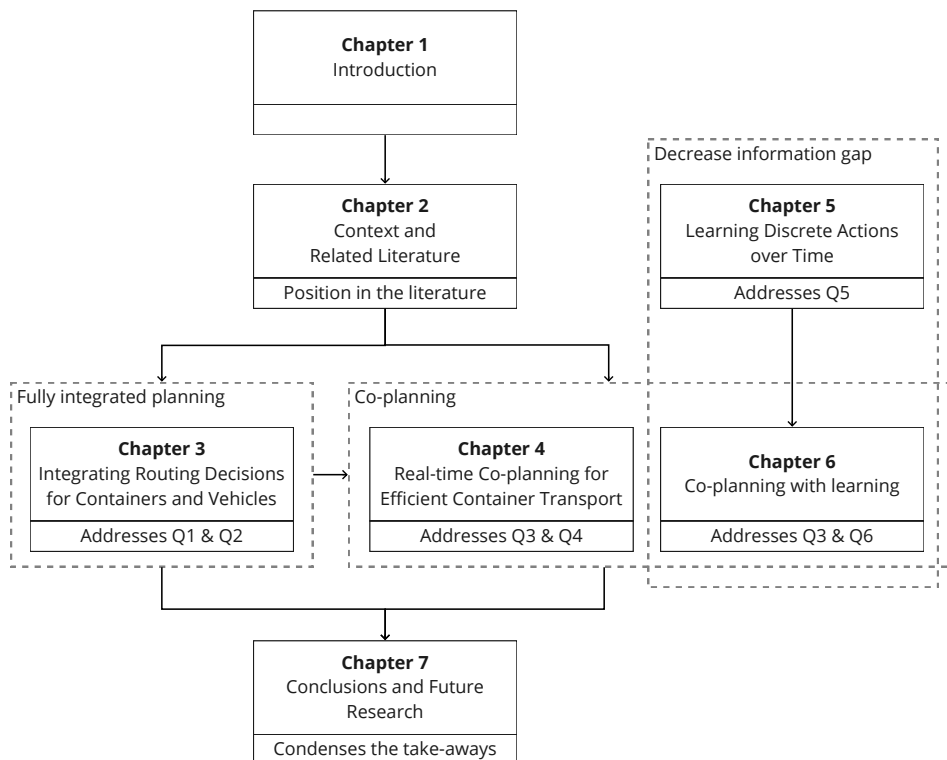 Chapter 1
Introduction
Decrease information gap
Chapter 2
Context and
Related Literature
Position in the literature
Chapter 5
Learning Discrete Actions
over Time
Addresses Q5
Fully integrated planning
Co-planning
Chapter 3
Integrating Routing Decisions
for Containers and Vehicles
Addresses Q1 & Q2
Chapter 4
Real-time Co-planning for
Efficient Container Transport
Addresses Q3 & Q4
Chapter 6
Co-planning with learning
Addresses Q3 & Q6
Chapter 7
Conclusions and Future
Research
Condenses the take-aways